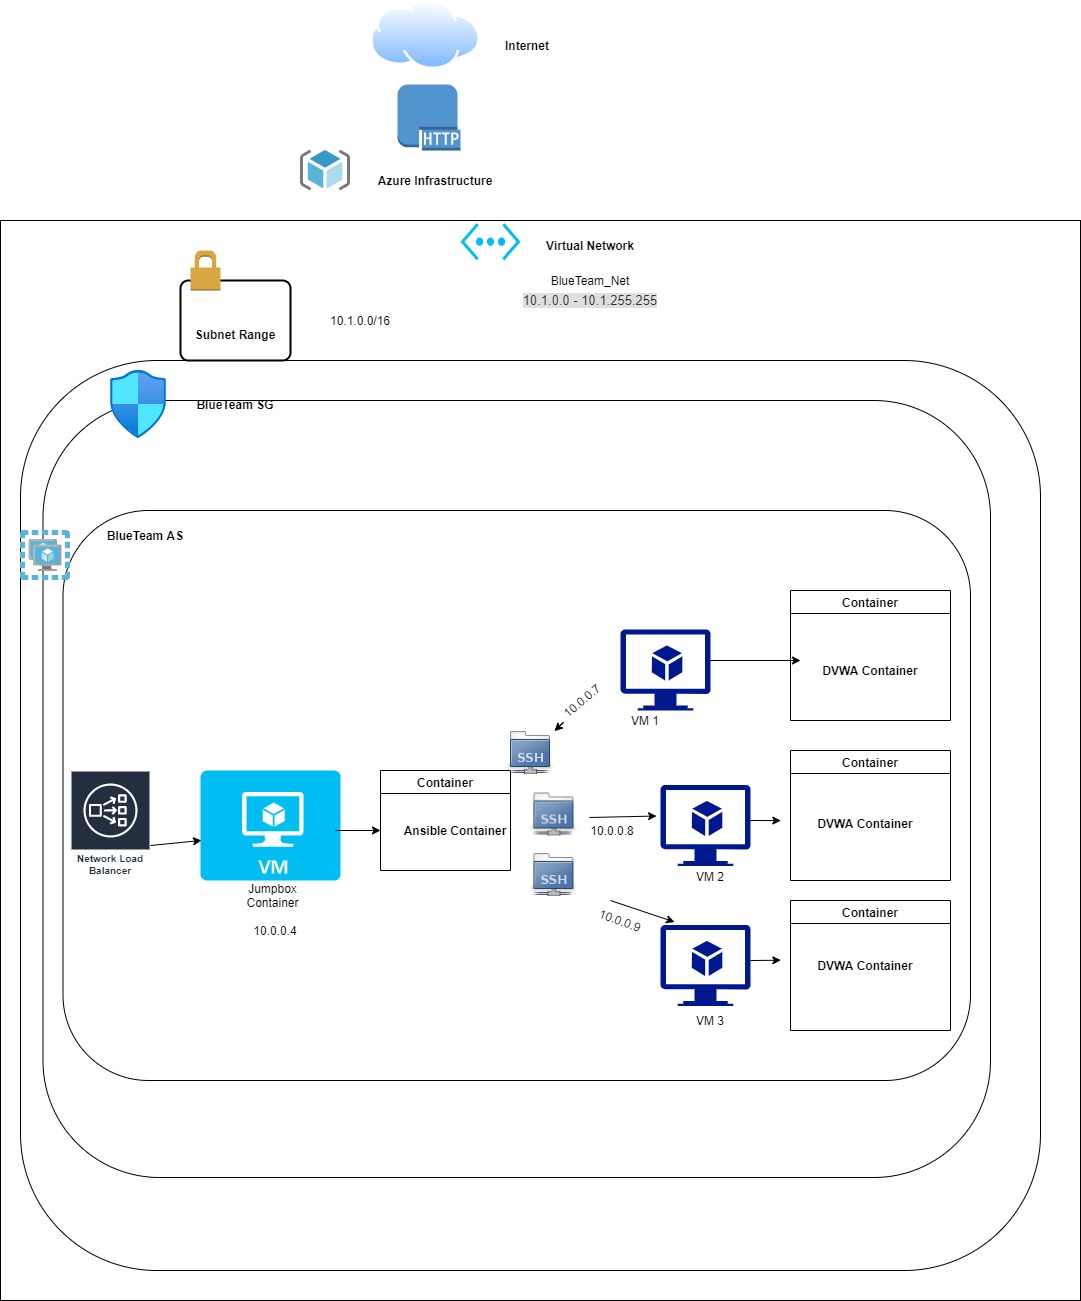 Internet
HTTP
Azure Infrastructure
Virtual Network
BlueTeam_Net
10.1.0.0 - 10.1.255.255
10.1.0.0/16
Subnet Range
BlueTeam SG
BlueTeam AS
Container
DVWA Container
10.0.0.7
VM 1
SSH
Container
Ansible Container
SSH
10.0.0.8
VM 2
Container
DVWA Container
Network Load
Balancer
VM
Jumpbox
Container
10.0.0.4
SSH
10.0.0.9
VM 3
Container
DVWA Container